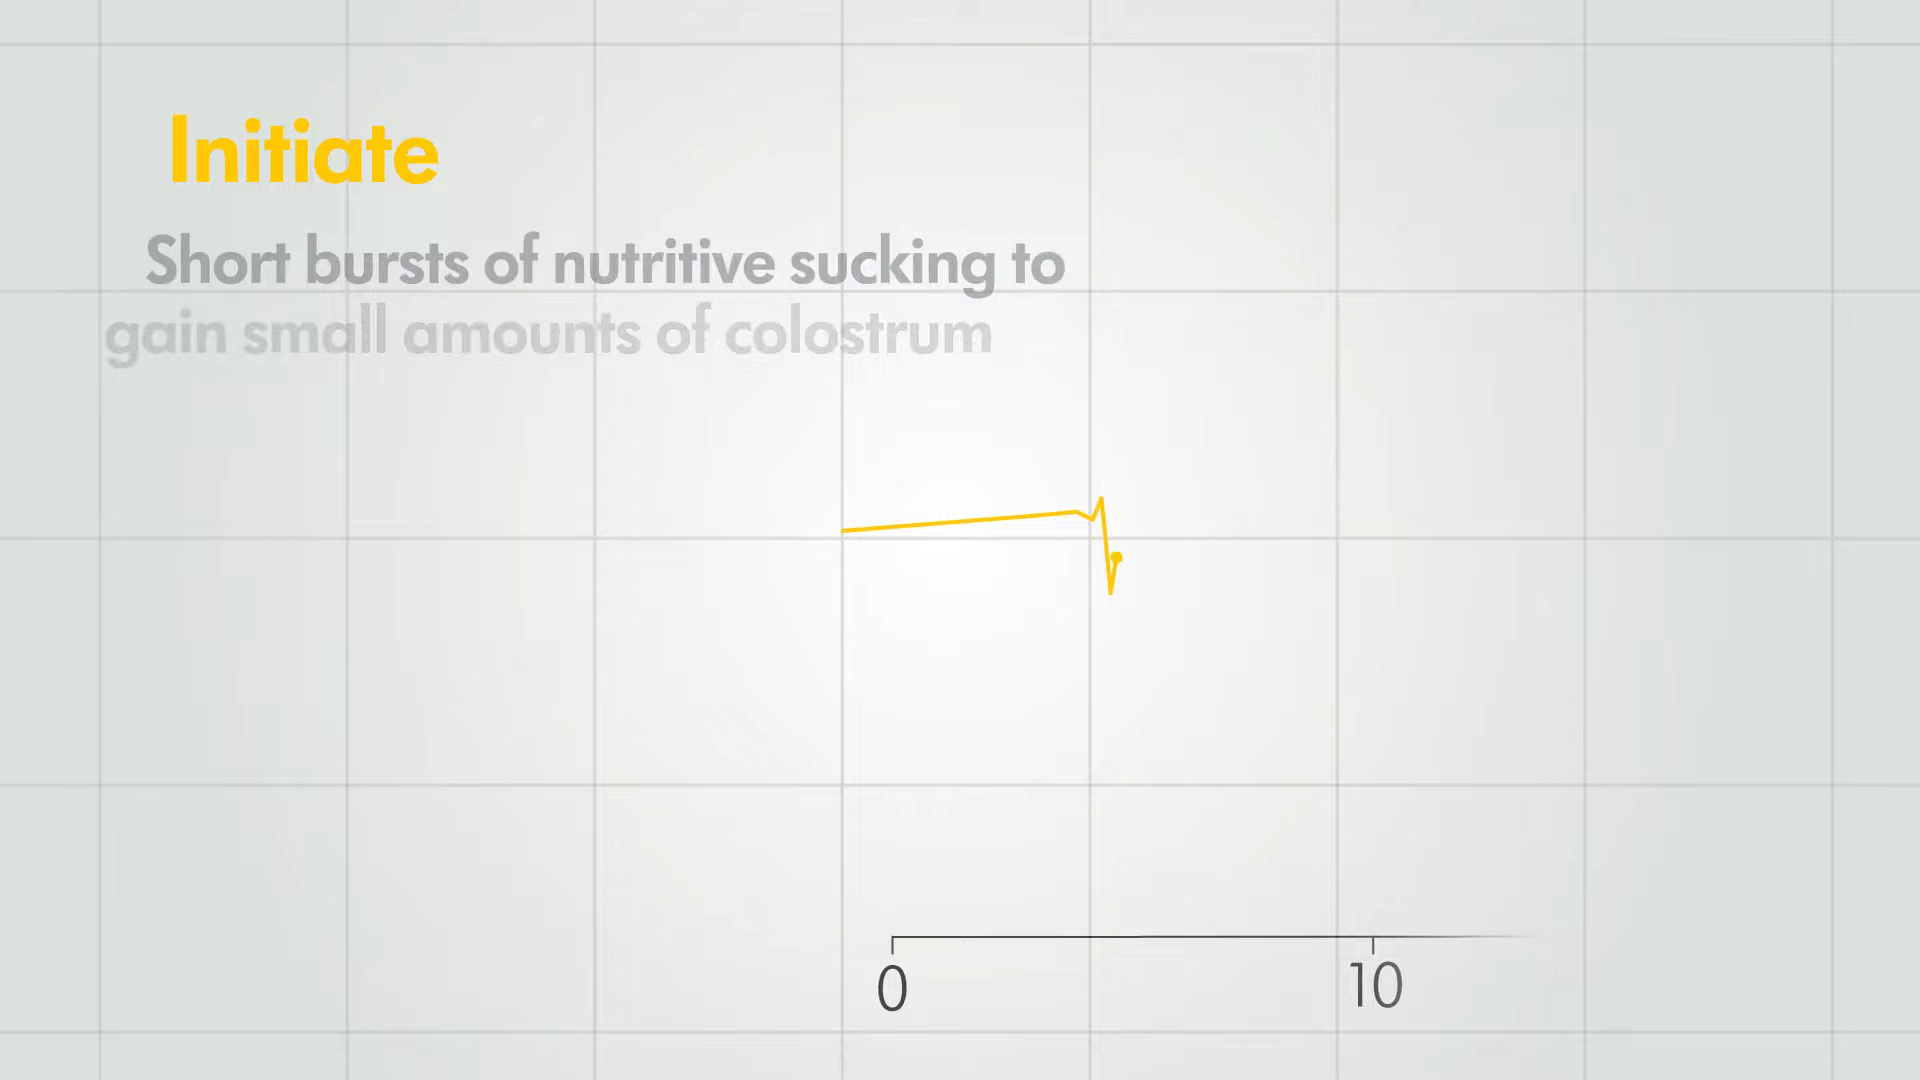 Initiate
Short bursts of nutritive sucking to
gain small amounts of colostrum
0 10